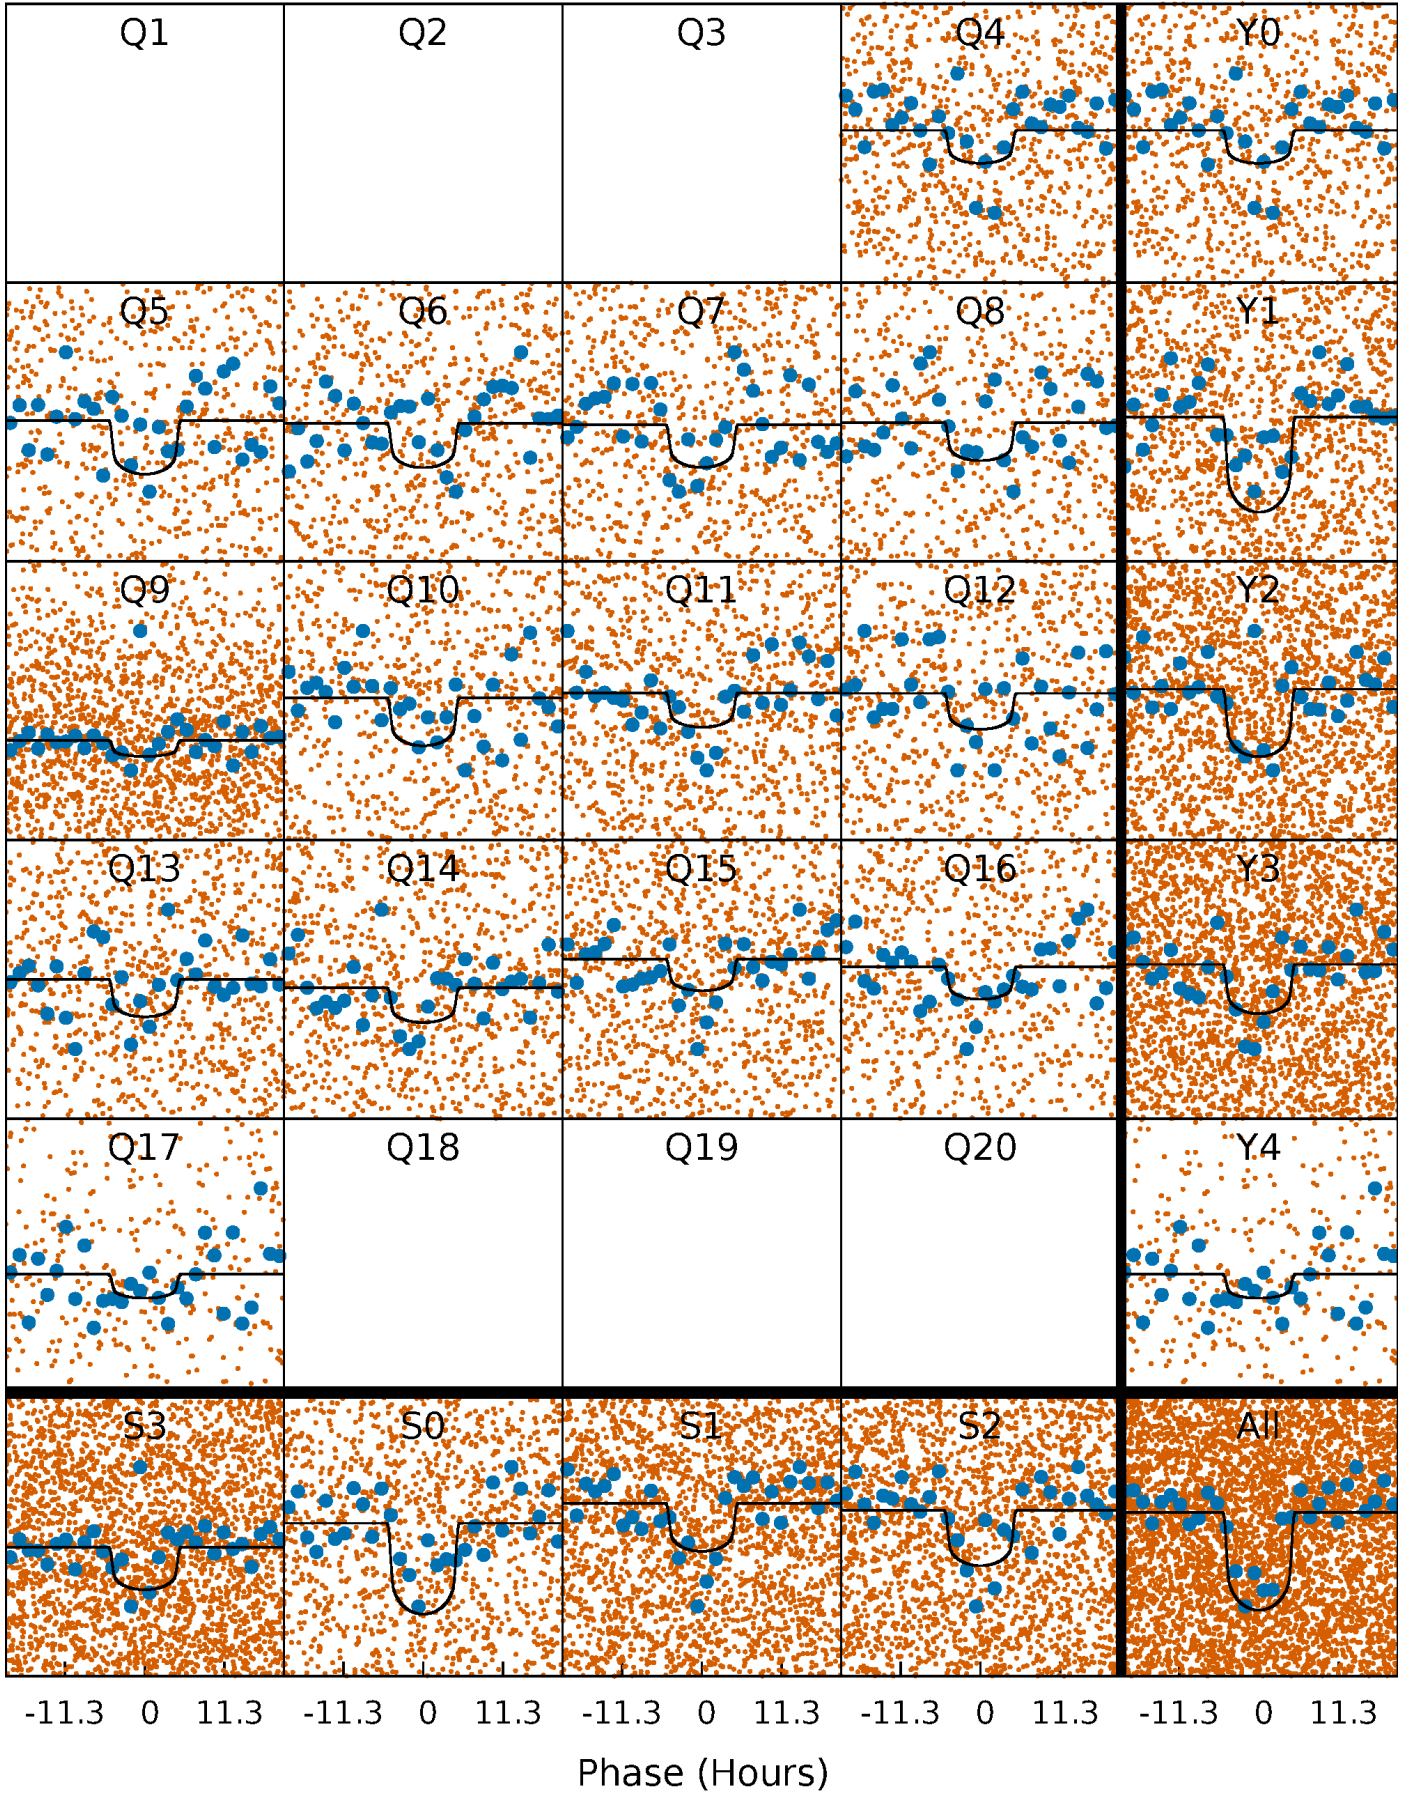 Q1 Q2 Q3 Q4 Y0
Q5 Q6 Q7 Q8 Y1
Q9 Q10 Q11 Q12 Y2
Q13 Q14 Q15 Q16 Y3
Q17 Q18 Q19 Q20 Y4
S3 S0 S1 S2 All
-11.3 0 11.3 -11.3 0 11.3 -11.3 0 11.3 -11.3 0 11.3 -11.3 0 11.3
Phase (Hours)